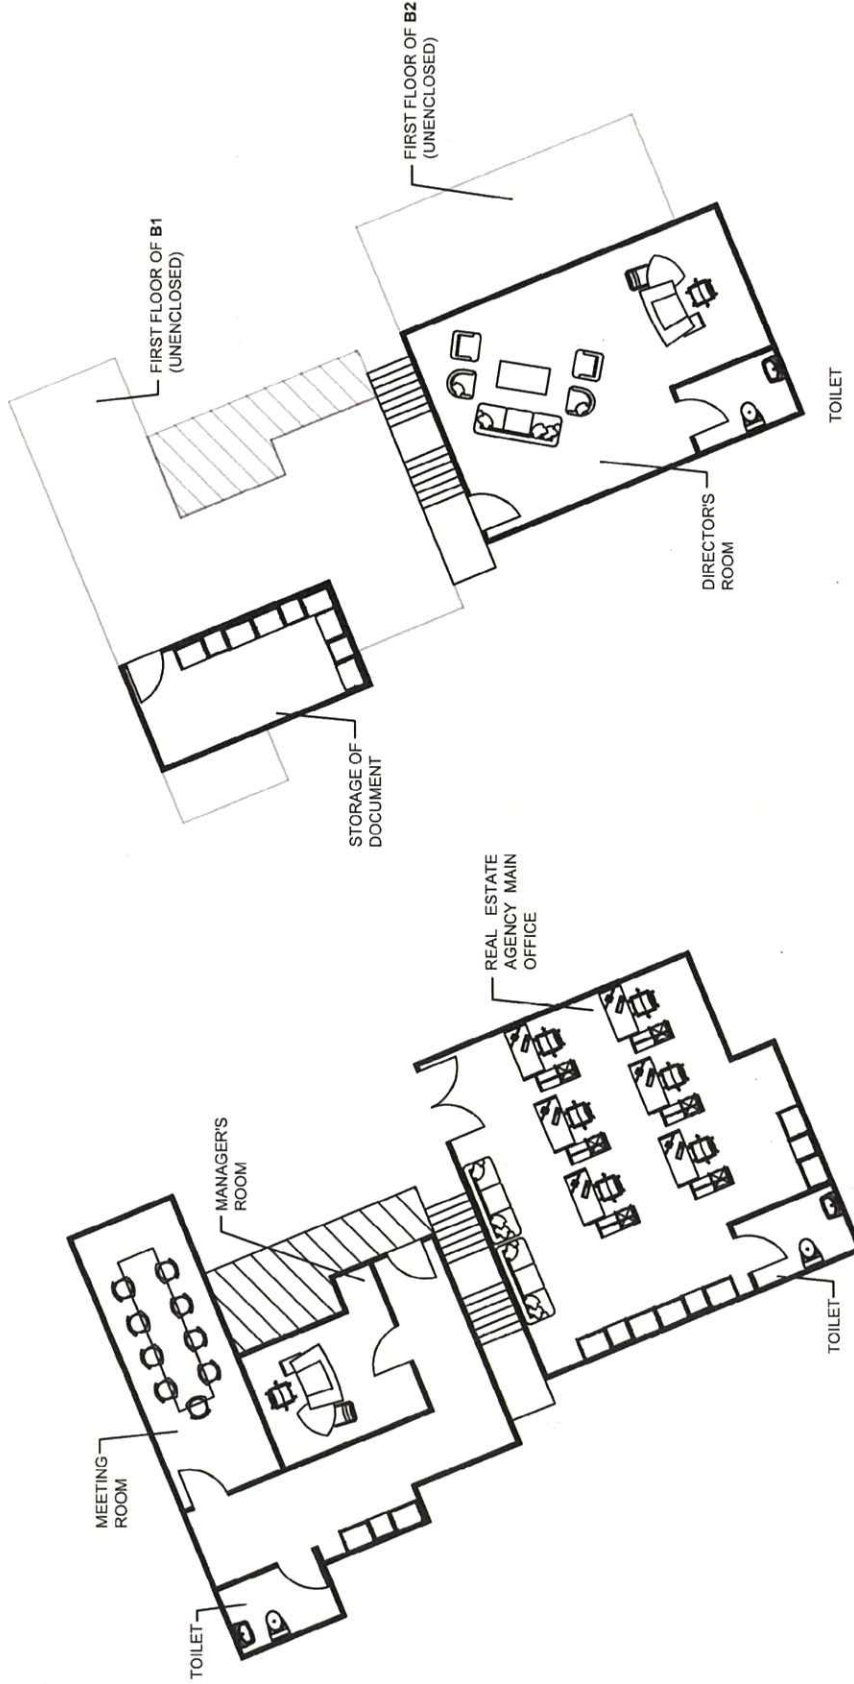 MEETING
ROOM
MANAGER'S
ROOM
TOILET
REAL ESTATE
AGENCY MAIN
OFFICE
TOILET
FIRST FLOOR OF B1
(UNENCLOSED)
FIRST FLOOR OF B2
(UNENCLOSED)
STORAGE OF
DOCUMENT
DIRECTOR'S
ROOM
TOILET